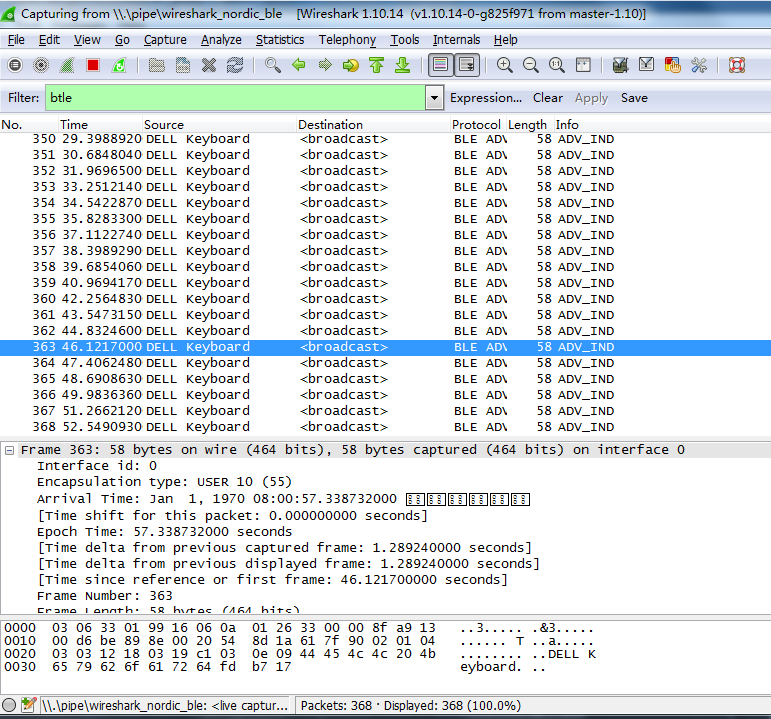 Capturing from \\.\pipe\wireshark_nordic_ble [Wireshark 1.10.14 (v1.10.14-0-g825f971 from master-1.10)]
File Edit View Go Capture Analyze Statistics Telephony Tools Internals Help
Filter: btle Expression... Clear Apply Save
No. Time Source Destination Protocol Length Info
350 29.3988920 DELL Keyboard <broadcast> BLE ADV 58 ADV_IND
351 30.6848040 DELL Keyboard <broadcast> BLE ADV 58 ADV_IND
352 31.9696500 DELL Keyboard <broadcast> BLE ADV 58 ADV_IND
353 33.2512140 DELL Keyboard <broadcast> BLE ADV 58 ADV_IND
354 34.5422870 DELL Keyboard <broadcast> BLE ADV 58 ADV_IND
355 35.8283300 DELL Keyboard <broadcast> BLE ADV 58 ADV_IND
356 37.1122740 DELL Keyboard <broadcast> BLE ADV 58 ADV_IND
357 38.3989290 DELL Keyboard <broadcast> BLE ADV 58 ADV_IND
358 39.6854060 DELL Keyboard <broadcast> BLE ADV 58 ADV_IND
359 40.9694170 DELL Keyboard <broadcast> BLE ADV 58 ADV_IND
360 42.2564830 DELL Keyboard <broadcast> BLE ADV 58 ADV_IND
361 43.5473150 DELL Keyboard <broadcast> BLE ADV 58 ADV_IND
362 44.8324600 DELL Keyboard <broadcast> BLE ADV 58 ADV_IND
363 46.1217000 DELL Keyboard <broadcast> BLE ADV 58 ADV_IND
364 47.4062480 DELL Keyboard <broadcast> BLE ADV 58 ADV_IND
365 48.6908630 DELL Keyboard <broadcast> BLE ADV 58 ADV_IND
366 49.9836360 DELL Keyboard <broadcast> BLE ADV 58 ADV_IND
367 51.2662120 DELL Keyboard <broadcast> BLE ADV 58 ADV_IND
368 52.5490930 DELL Keyboard <broadcast> BLE ADV 58 ADV_IND
Frame 363: 58 bytes on wire (464 bits), 58 bytes captured (464 bits) on interface 0
Interface id: 0
Encapsulation type: USER 10 (55)
Arrival Time: Jan 1, 1970 08:00:57.338732000
[Time shift for this packet: 0.000000000 seconds]
Epoch Time: 57.338732000 seconds
[Time delta from previous captured frame: 1.289240000 seconds]
[Time delta from previous displayed frame: 1.289240000 seconds]
[Time since reference or first frame: 46.121700000 seconds]
Frame Number: 363
Frame Length: 58 bytes (464 bits)
0000 03 06 33 01 99 16 06 0a 01 26 33 00 00 8f a9 13 ..3..... .&3.....
0010 00 d6 be 89 8e 00 20 54 8d 1a 61 7f 90 02 01 04 ...... T ..a.....
0020 03 03 12 18 03 19 c1 03 0e 09 44 45 4c 4c 20 4b ........ ..DELL K
0030 65 79 62 6f 61 72 64 fd b7 17 eyboard. ..
\\.\pipe\wireshark_nordic_ble: <live captur... Packets: 368 · Displayed: 368 (100.0%)